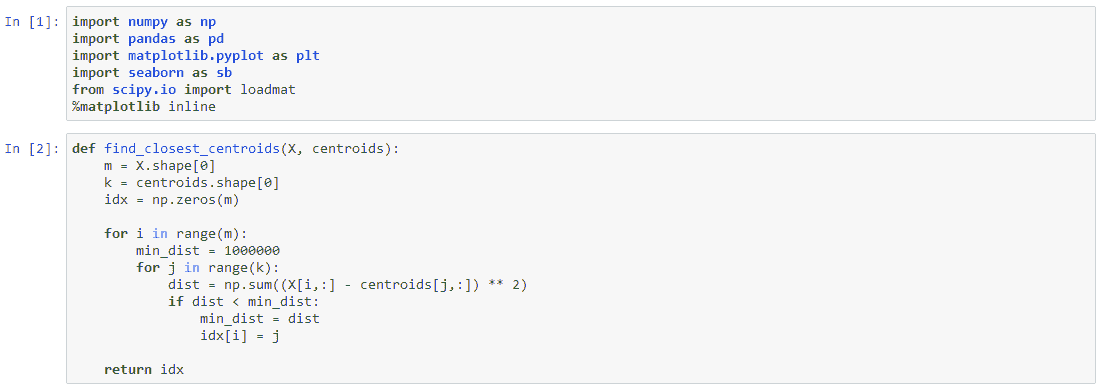 In [1]: import numpy as np
import pandas as pd
import matplotlib.pyplot as plt
import seaborn as sb
from scipy.io import loadmat
%matplotlib inline
In [2]: def find_closest_centroids(X, centroids):
    m = X.shape[0]
    k = centroids.shape[0]
    idx = np.zeros(m)

    for i in range(m):
        min_dist = 1000000
        for j in range(k):
            dist = np.sum((X[i,:] - centroids[j,:]) ** 2)
            if dist < min_dist:
                min_dist = dist
                idx[i] = j

    return idx